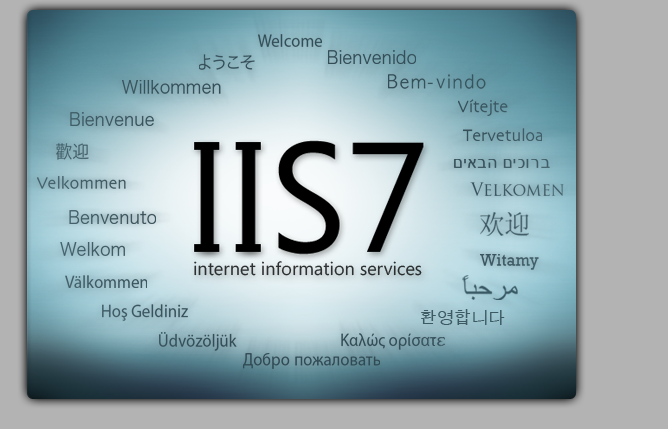 Welcome
Bienvenido
ようこそ
Bem-vindo
Willkommen
Vítejte
Bienvenue
Tervetuloa
歡迎
ברוכים הבאים
Velkommen
VELKOMEN
IIS7
Benvenuto
欢迎
Welkom
Witamy
internet information services
Välkommen
مرحباً
Hoş Geldiniz
환영합니다
Üdvözöljük
Καλώς ορίσατε
Добро пожаловать